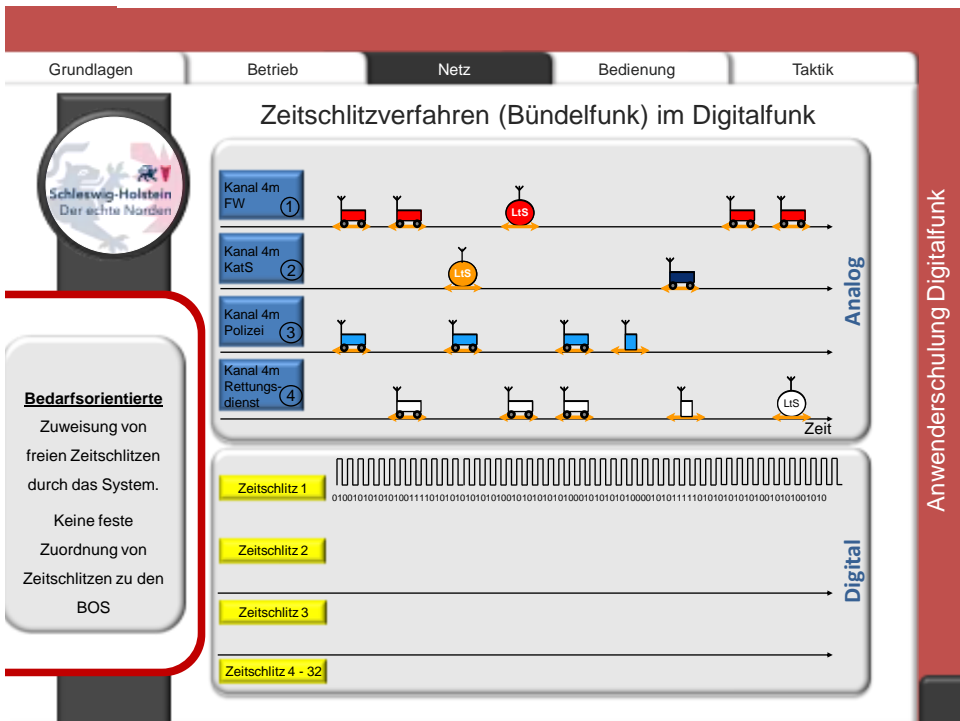 Grundlagen
Betrieb
Netz
Bedienung
Taktik
Zeitschlitzverfahren (Bündelfunk) im Digitalfunk
Schleswig-Holstein
Der echte Norden
Kanal 4m
FW
1
LtS
Kanal 4m
KatS
2
LtS
Kanal 4m
Polizei
3
Kanal 4m
Rettungs-
dienst
4
LtS
Zeit
Analog
Bedarfsorientierte
Zuweisung von
freien Zeitschlitzen
durch das System.
Keine feste
Zuordnung von
Zeitschlitzen zu den
BOS
Zeitschlitz 1
Zeitschlitz 2
Zeitschlitz 3
Zeitschlitz 4 - 32
Digital
Anwenderschulung Digitalfunk